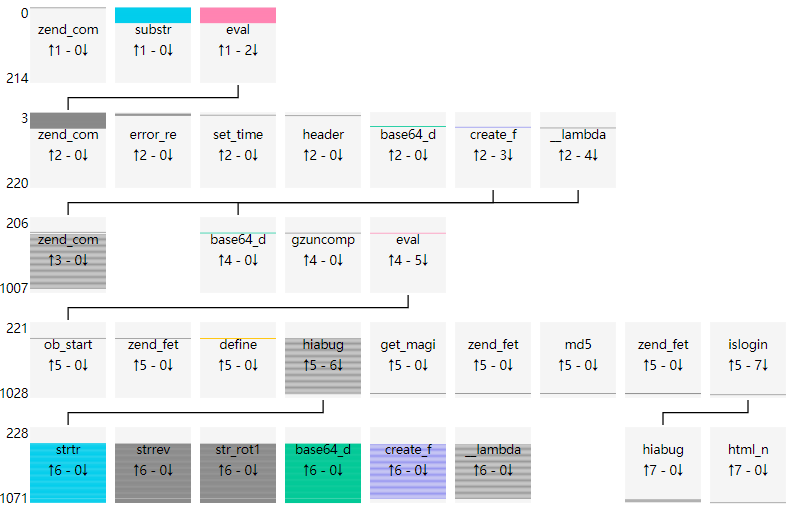 0
zend_com substr eval
↑1 - 0↓ ↑1 - 0↓ ↑1 - 2↓
214
3
zend_com error_re set_time header base64_d create_f __lambda
↑2 - 0↓ ↑2 - 0↓ ↑2 - 0↓ ↑2 - 0↓ ↑2 - 0↓ ↑2 - 3↓ ↑2 - 4↓
220
206
zend_com base64_d gzuncomp eval
↑3 - 0↓ ↑4 - 0↓ ↑4 - 0↓ ↑4 - 5↓
1007
221
ob_start zend_fet define hiabug get_magi zend_fet md5 zend_fet islogin
↑5 - 0↓ ↑5 - 0↓ ↑5 - 0↓ ↑5 - 6↓ ↑5 - 0↓ ↑5 - 0↓ ↑5 - 0↓ ↑5 - 0↓ ↑5 - 7↓
1028
228
strtr strrev str_rot1 base64_d create_f __lambda hiabug html_n
↑6 - 0↓ ↑6 - 0↓ ↑6 - 0↓ ↑6 - 0↓ ↑6 - 0↓ ↑6 - 0↓ ↑7 - 0↓ ↑7 - 0↓
1071